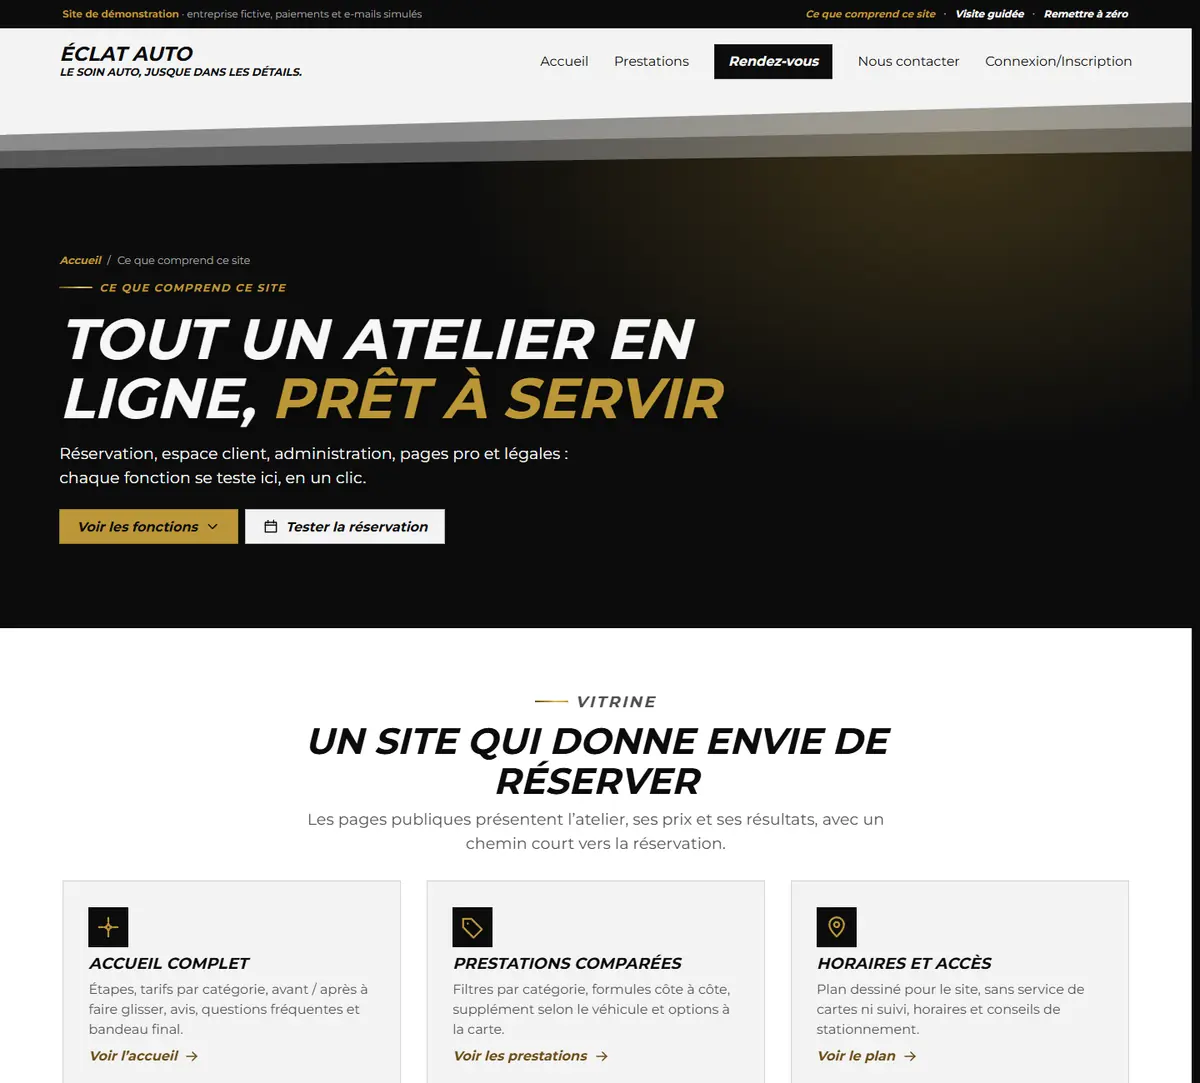 Site de démonstration · entreprise fictive, paiements et e-mails simulés
Ce que comprend ce site · Visite guidée · Remettre à zéro
ÉCLAT AUTO
LE SOIN AUTO, JUSQUE DANS LES DÉTAILS.
Accueil Prestations Rendez-vous Nous contacter Connexion/Inscription
Accueil / Ce que comprend ce site
CE QUE COMPREND CE SITE
TOUT UN ATELIER EN
LIGNE, PRÊT À SERVIR
Réservation, espace client, administration, pages pro et légales :
chaque fonction se teste ici, en un clic.
Voir les fonctions
Tester la réservation
VITRINE
UN SITE QUI DONNE ENVIE DE
RÉSERVER
Les pages publiques présentent l’atelier, ses prix et ses résultats, avec un
chemin court vers la réservation.
ACCUEIL COMPLET
Étapes, tarifs par catégorie, avant / après à
faire glisser, avis, questions fréquentes et
bandeau final.
Voir l’accueil →
PRESTATIONS COMPARÉES
Filtres par catégorie, formules côte à côte,
supplément selon le véhicule et options à
la carte.
Voir les prestations →
HORAIRES ET ACCÈS
Plan dessiné pour le site, sans service de
cartes ni suivi, horaires et conseils de
stationnement.
Voir le plan →